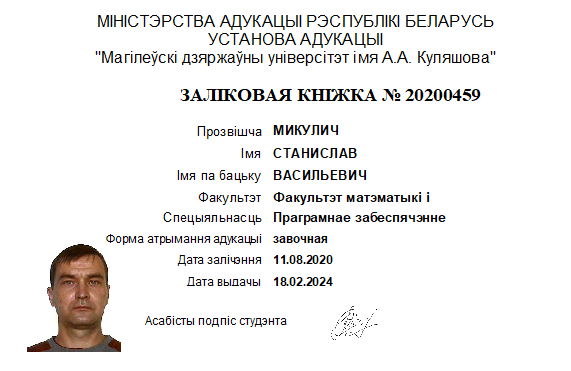 МІНІСТЭРСТВА АДУКАЦЫІ РЭСПУБЛІКІ БЕЛАРУСЬ
УСТАНОВА АДУКАЦЫІ
"Магілеўскі дзяржаўны універсітэт імя А.А. Куляшова"
ЗАЛІКОВАЯ КНІЖКА № 20200459
Прозвішча МИКУЛИЧ
Імя СТАНИСЛАВ
Імя па бацьку ВАСИЛЬЕВИЧ
Факультэт Факультэт матэматыкі і
Спецыяльнасць Праграмнае забеспячэнне
Форма атрымання адукацыі завочная
Дата залічэння 11.08.2020
Дата выдачы 18.02.2024
Асабісты подпіс студэнта